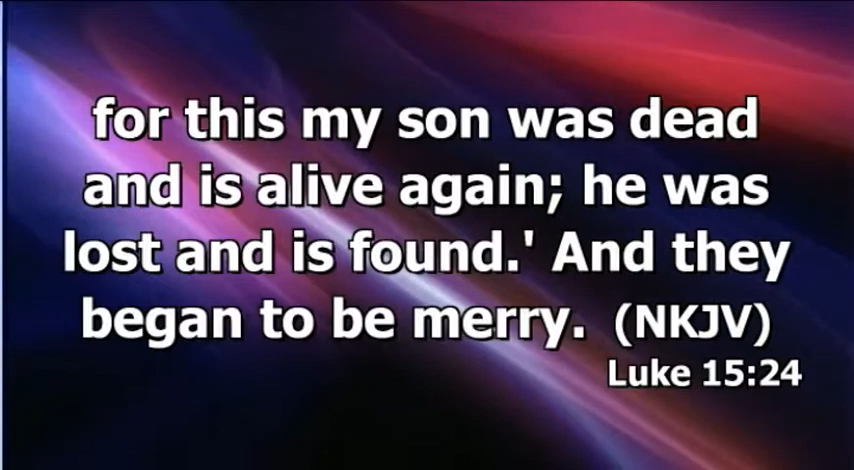 for this my son was dead
and is alive again; he was
lost and is found.' And they
began to be merry. (NKJV)
Luke 15:24